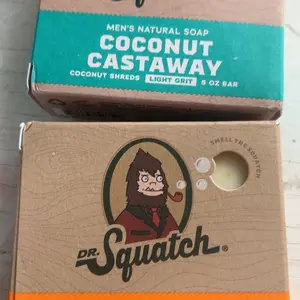 MEN'S NATURAL SOAP
COCONUT
CASTAWAY
COCONUT SHREDS LIGHT GRIT 5 OZ BAR
SMELL THE SQUATCH
DR.
Squatch®